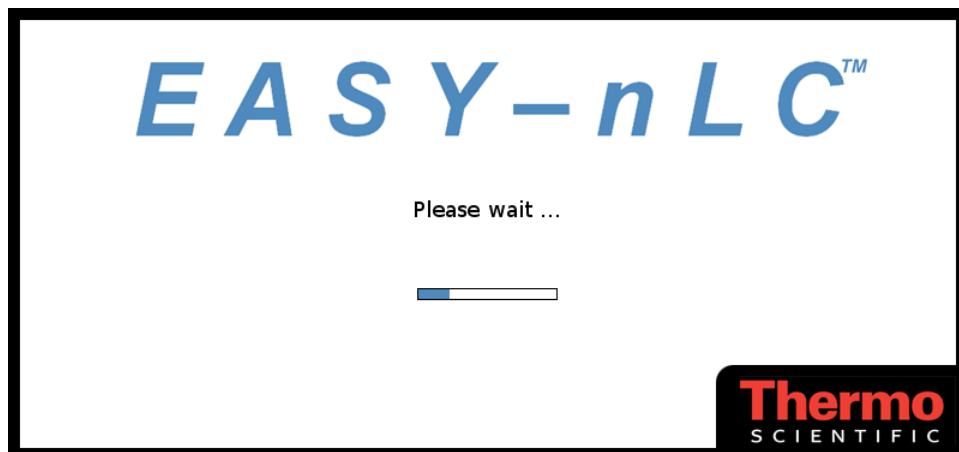 EASY–nLC™
Please wait ...
Thermo
SCIENTIFIC